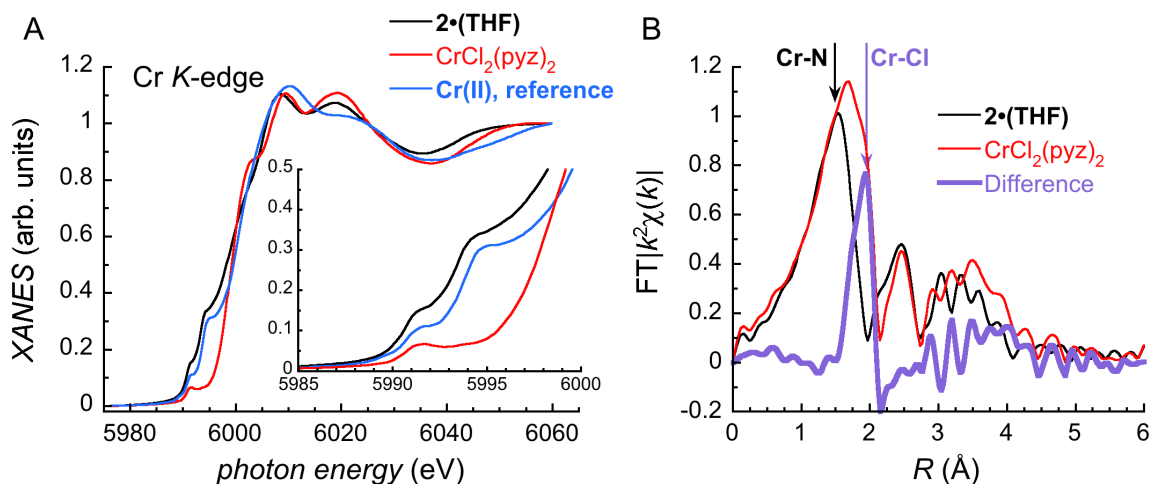 A
2•(THF)
CrCl2(pyz)2
Cr(II), reference
Cr K-edge
XANES (arb. units)
1.2
1.0
0.8
0.6
0.4
0.2
0
0.5
0.4
0.3
0.2
0.1
0
5985
5990
5995
6000
5980
6000
6020
6040
6060
photon energy (eV)
B
Cr-N
Cr-Cl
2•(THF)
CrCl2(pyz)2
Difference
FT|k2χ(k)|
1.2
1.0
0.8
0.6
0.4
0.2
0
-0.2
0
1
2
3
4
5
6
R (Å)